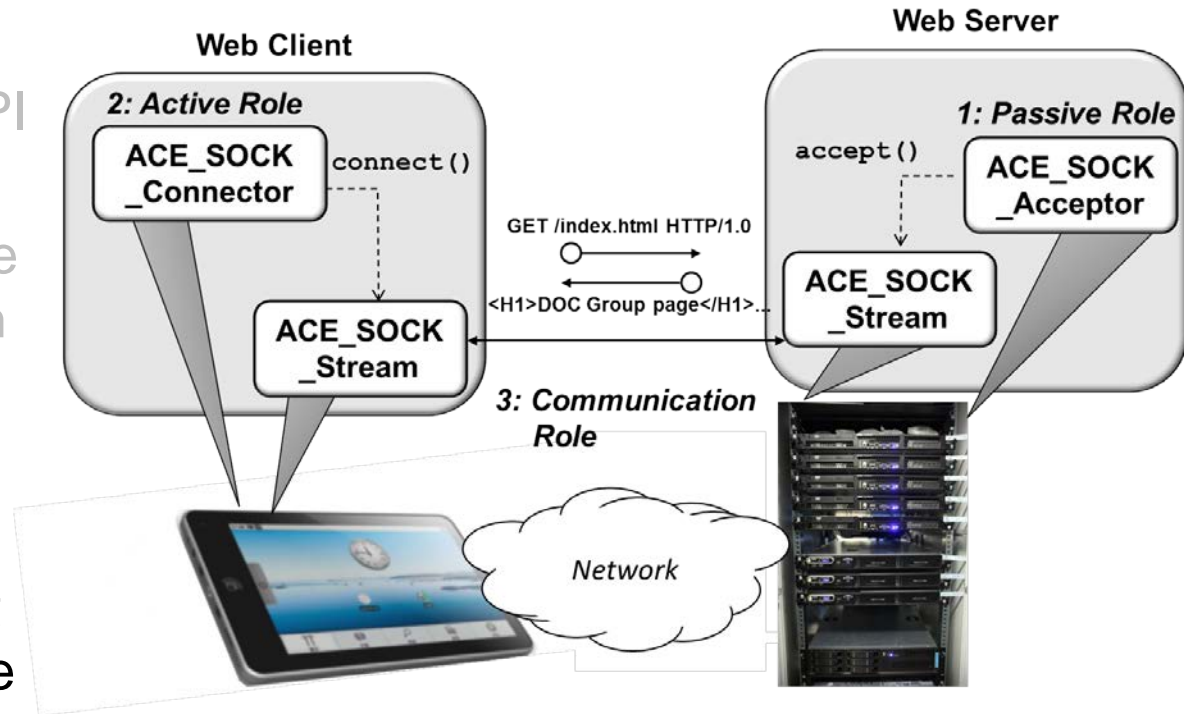 Web Client
Web Server
2: Active Role
1: Passive Role
ACE_SOCK
_Connector
connect()
accept()
ACE_SOCK
_Acceptor
GET /index.html HTTP/1.0
<H1>DOC Group page</H1>...
ACE_SOCK
_Stream
ACE_SOCK
_Stream
3: Communication
Role
Network